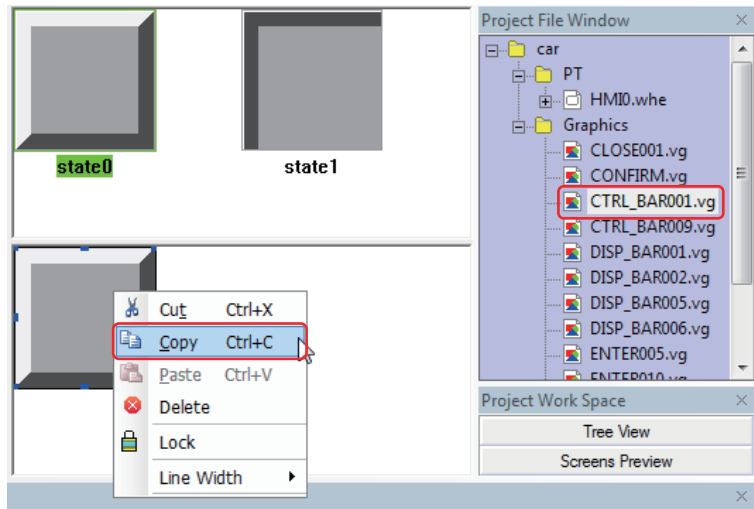 state0
state1
Cut Ctrl+X
Copy Ctrl+C
Paste Ctrl+V
Delete
Lock
Line Width
Project File Window
car
PT
HMI0.whe
Graphics
CLOSE001.vg
CONFIRM.vg
CTRL_BAR001.vg
CTRL_BAR009.vg
DISP_BAR001.vg
DISP_BAR002.vg
DISP_BAR005.vg
DISP_BAR006.vg
ENTER005.vg
ENTER010.vg
Project Work Space
Tree View
Screens Preview